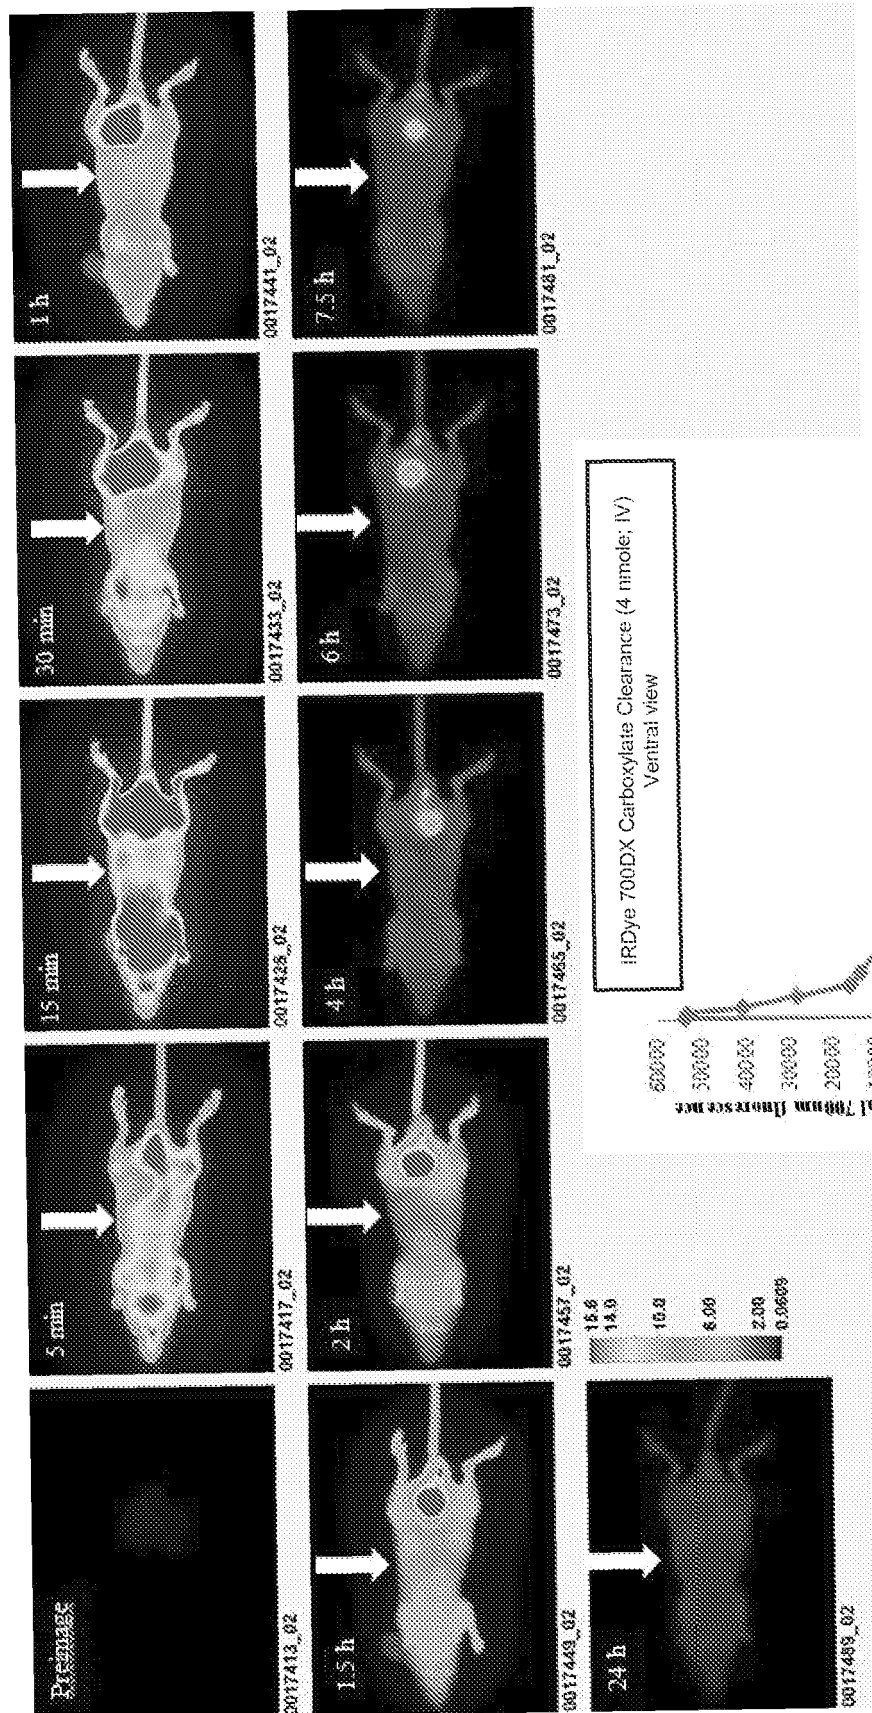 Preimage
0017413_02
5 min
0017417_02
15 min
0017425_02
30 min
0017433_02
1 h
0017441_02
1.5 h
0017449_02
2 h
0017457_02
4 h
0017465_02
6 h
0017473_02
7.5 h
0017481_02
24 h
0017489_02
15.6
14.0
10.0
6.00
2.00
0.0609
IRDye 700DX Carboxylate Clearance (4 nmole; IV)
Ventral view
60000
50000
40000
30000
20000
700nm fluorescence